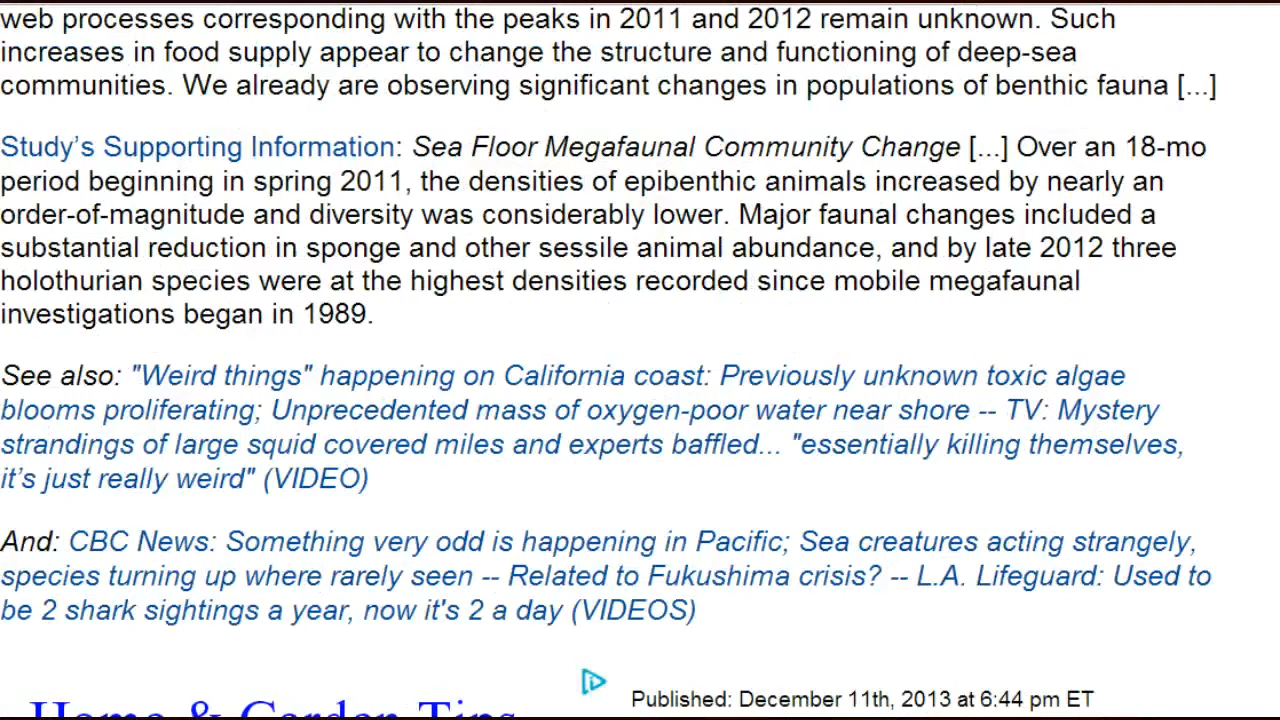 web processes corresponding with the peaks in 2011 and 2012 remain unknown. Such
increases in food supply appear to change the structure and functioning of deep-sea
communities. We already are observing significant changes in populations of benthic fauna [...]
Study’s Supporting Information: Sea Floor Megafaunal Community Change [...] Over an 18-mo
period beginning in spring 2011, the densities of epibenthic animals increased by nearly an
order-of-magnitude and diversity was considerably lower. Major faunal changes included a
substantial reduction in sponge and other sessile animal abundance, and by late 2012 three
holothurian species were at the highest densities recorded since mobile megafaunal
investigations began in 1989.
See also: "Weird things" happening on California coast: Previously unknown toxic algae
blooms proliferating; Unprecedented mass of oxygen-poor water near shore -- TV: Mystery
strandings of large squid covered miles and experts baffled... "essentially killing themselves,
it’s just really weird" (VIDEO)
And: CBC News: Something very odd is happening in Pacific; Sea creatures acting strangely,
species turning up where rarely seen -- Related to Fukushima crisis? -- L.A. Lifeguard: Used to
be 2 shark sightings a year, now it's 2 a day (VIDEOS)
Published: December 11th, 2013 at 6:44 pm ET
Home & Garden Tips